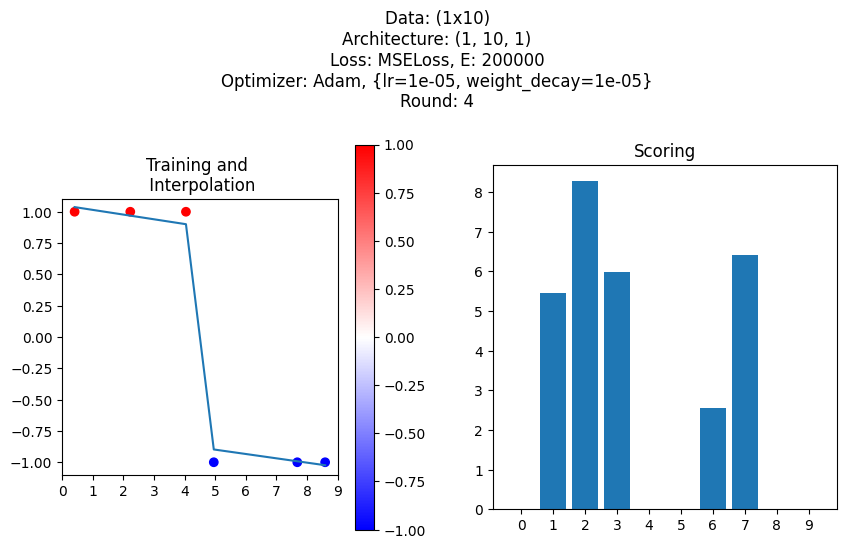 Data: (1x10)
Architecture: (1, 10, 1)
Loss: MSELoss, E: 200000
Optimizer: Adam, {lr=1e-05, weight_decay=1e-05}
Round: 4
Training and
Interpolation
1.00
0.75
0.50
0.25
0.00
−0.25
−0.50
−0.75
−1.00
0 1 2 3 4 5 6 7 8 9
1.00
0.75
0.50
0.25
0.00
−0.25
−0.50
−0.75
−1.00
Scoring
8
7
6
5
4
3
2
1
0
0 1 2 3 4 5 6 7 8 9